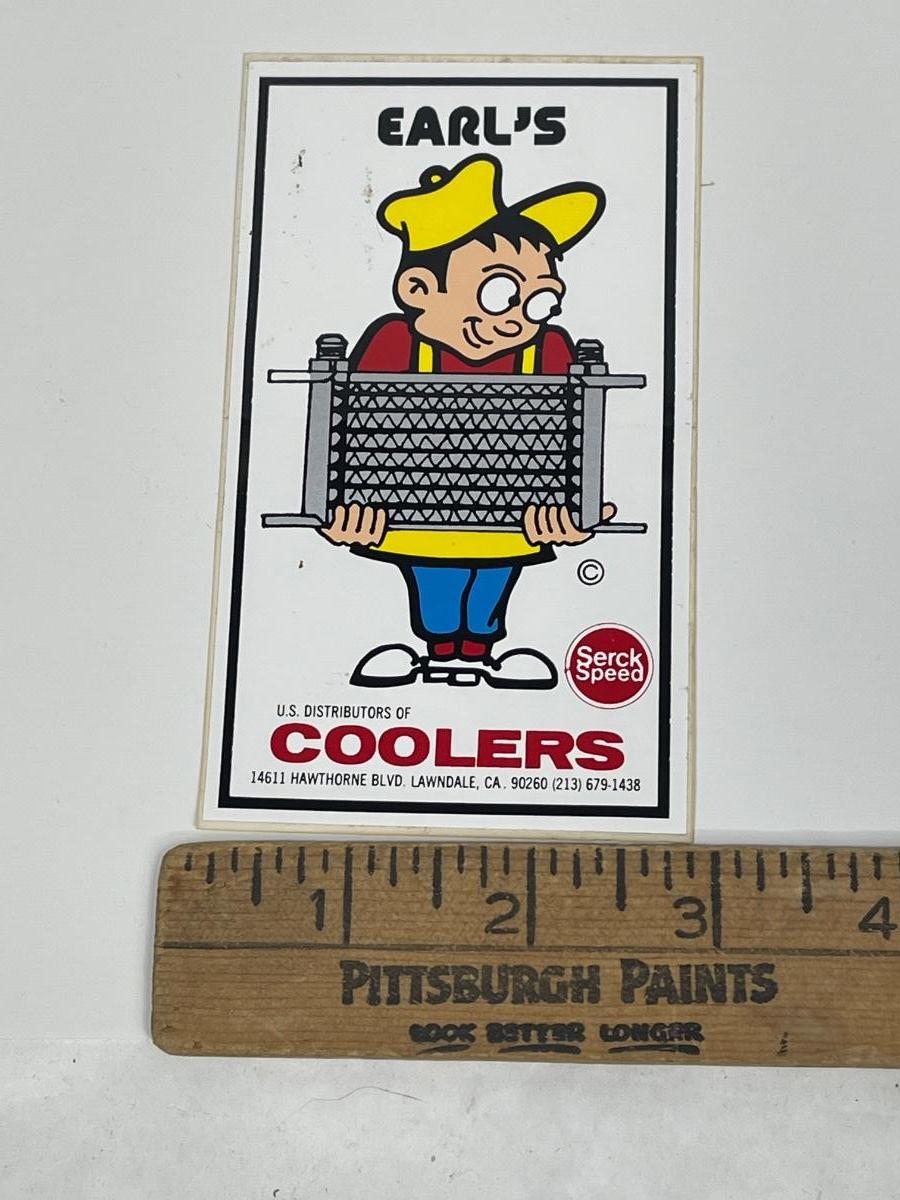 EARL'S
©
Serck
Speed
U.S. DISTRIBUTORS OF
COOLERS
14611 HAWTHORNE BLVD. LAWNDALE, CA. 90260 (213) 679-1438
1 2 3 4
PITTSBURGH PAINTS
LOOK BETTER LONGER